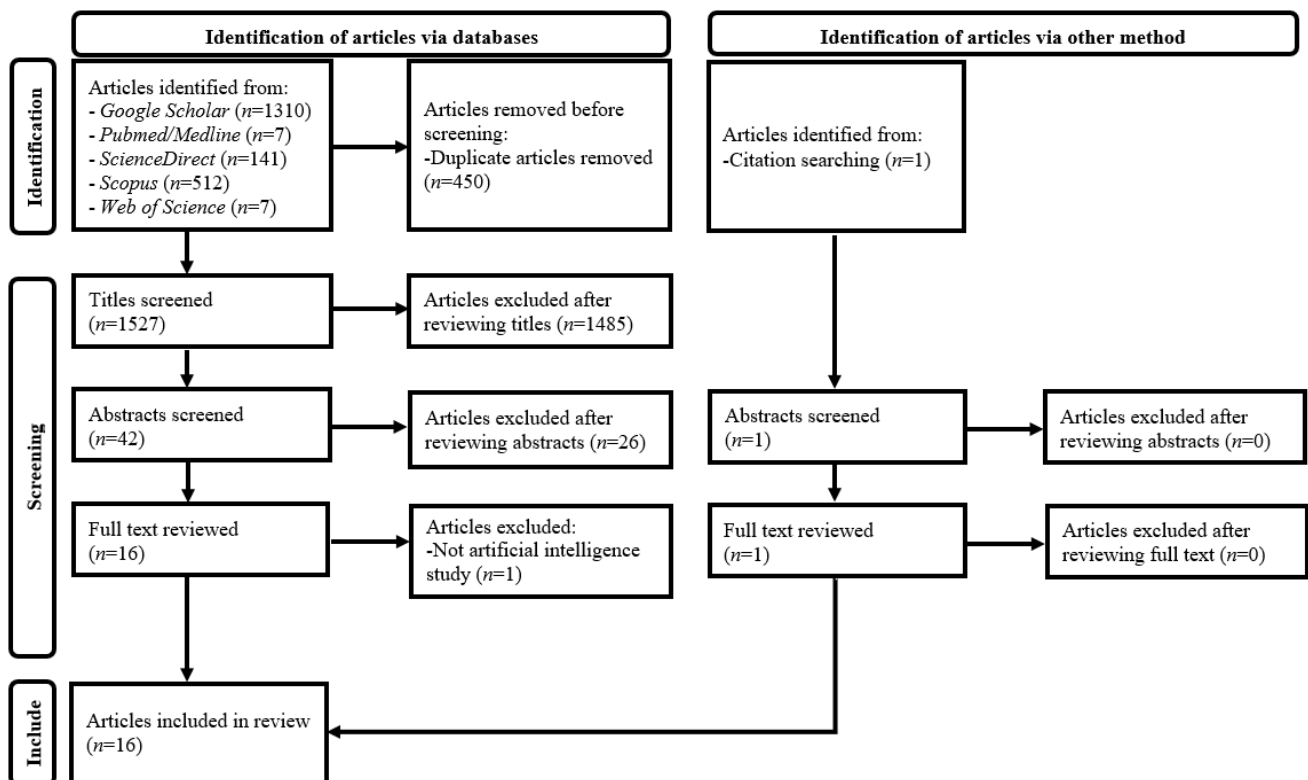 Identification of articles via databases
Identification of articles via other method
Identification
Articles identified from:
- Google Scholar (n=1310)
- Pubmed/Medline (n=7)
- ScienceDirect (n=141)
- Scopus (n=512)
- Web of Science (n=7)
Articles removed before
screening:
-Duplicate articles removed
(n=450)
Articles identified from:
-Citation searching (n=1)
Screening
Titles screened
(n=1527)
Articles excluded after
reviewing titles (n=1485)
Abstracts screened
(n=42)
Articles excluded after
reviewing abstracts (n=26)
Abstracts screened
(n=1)
Articles excluded after
reviewing abstracts (n=0)
Full text reviewed
(n=16)
Articles excluded:
-Not artificial intelligence
study (n=1)
Full text reviewed
(n=1)
Articles excluded after
reviewing full text (n=0)
Include
Articles included in review
(n=16)